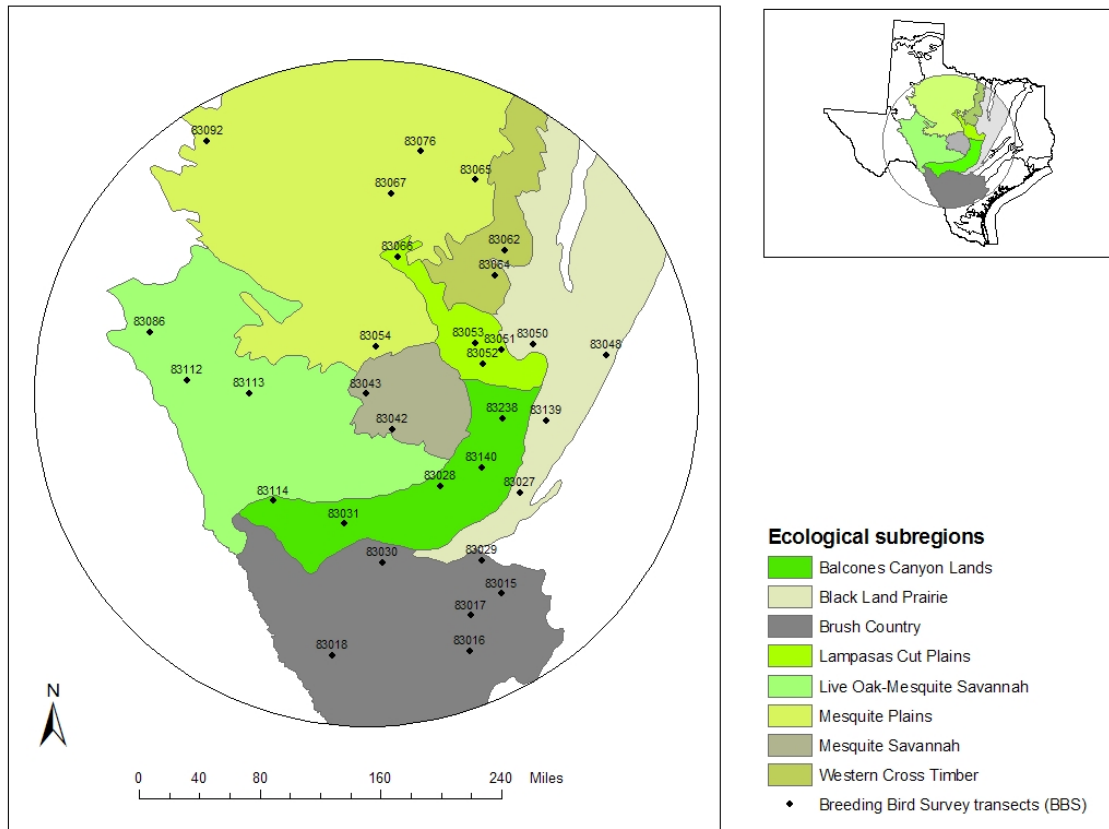 83092
83076
83065
83067
83066
83062
83064
83086
83054
83053
83051
83050
83048
83052
83112
83113
83043
83042
83238
83139
83140
83028
83027
83114
83031
83030
83029
83015
83017
83018
83016
N
0 40 80 160 240 Miles
Ecological subregions
Balcones Canyon Lands
Black Land Prairie
Brush Country
Lampasas Cut Plains
Live Oak-Mesquite Savannah
Mesquite Plains
Mesquite Savannah
Western Cross Timber
Breeding Bird Survey transects (BBS)